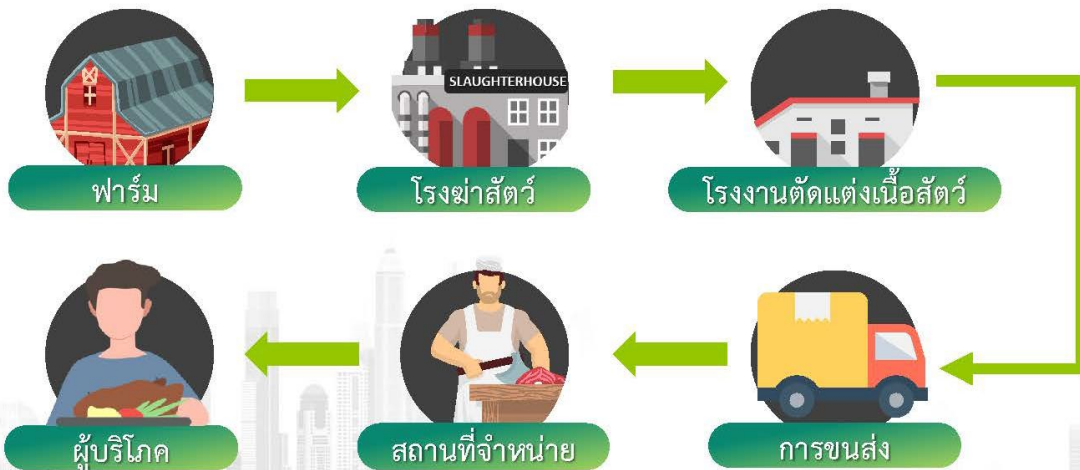 SLAUGHTERHOUSE
ฟาร์ม
โรงฆ่าสัตว์
โรงงานตัดแต่งเนื้อสัตว์
ผู้บริโภค
สถานที่จำหน่าย
การขนส่ง